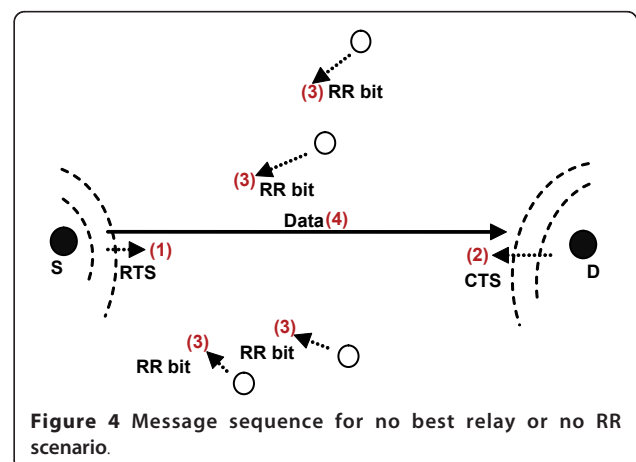 (3) RR bit
(3) RR bit
Data(4)
S
(1)
RTS
(2)
CTS
D
(3)
RR bit
(3)
RR bit
Figure 4 Message sequence for no best relay or no RR
scenario.